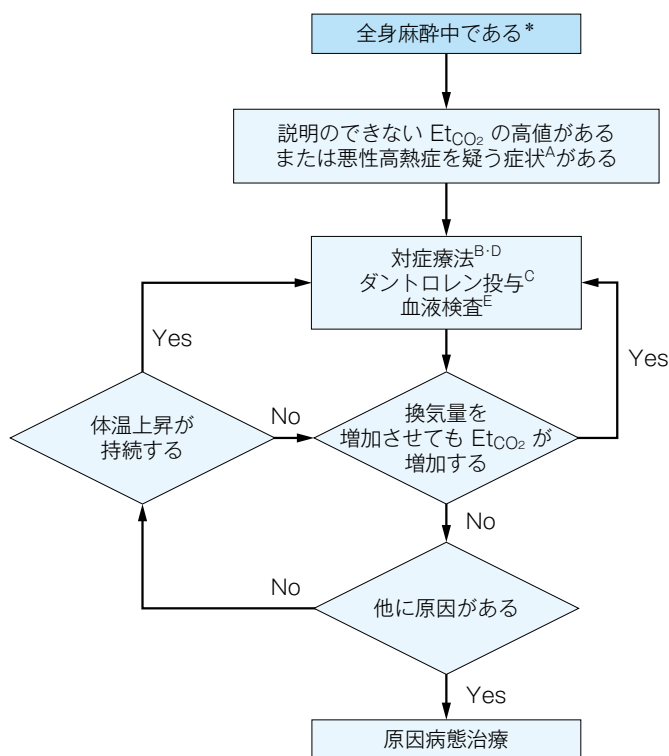 全身麻酔中である*
説明のできない EtCO2 の高値がある
または悪性高熱症を疑う症状Aがある
対症療法B·D
ダントロレン投与C
血液検査E
Yes
Yes
体温上昇が
持続する
No
換気量を
増加させても EtCO2 が
増加する
No
No
他に原因がある
Yes
原因病態治療